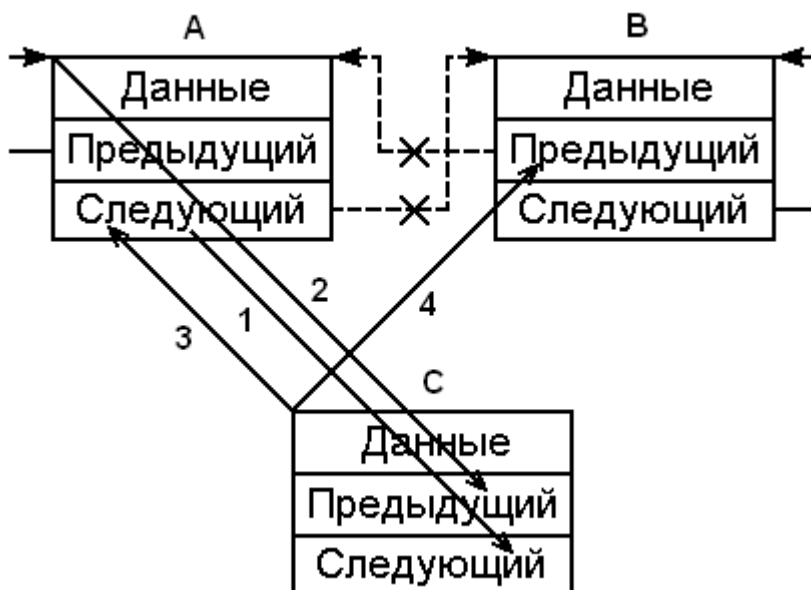 A
B
Данные
Данные
Предыдущий
Предыдущий
Следующий
Следующий
3
1
2
4
C
Данные
Предыдущий
Следующий